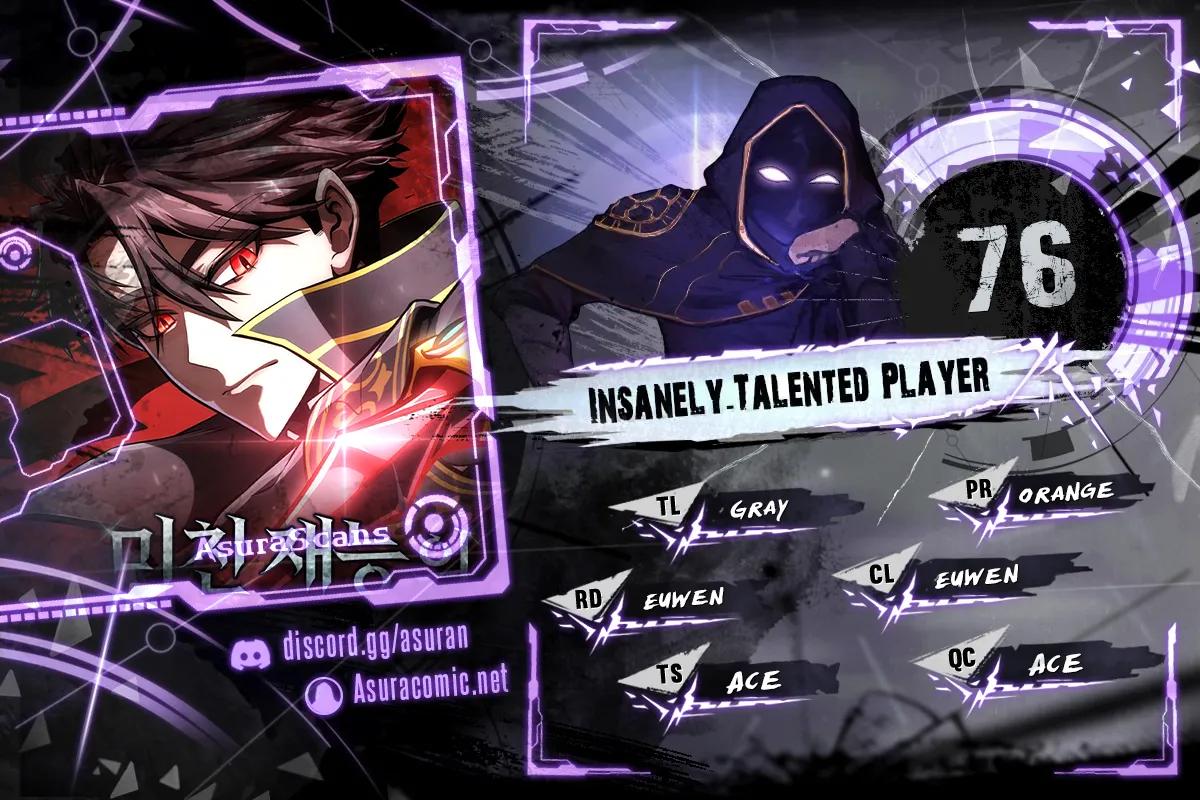 76
INSANELY-TALENTED PLAYER
TL GRAY
PR ORANGE
RD EUWEN
CL EUWEN
TS ACE
QC ACE
미친 재능의
AsuraScans
discord.gg/asuran
Asuracomic.net